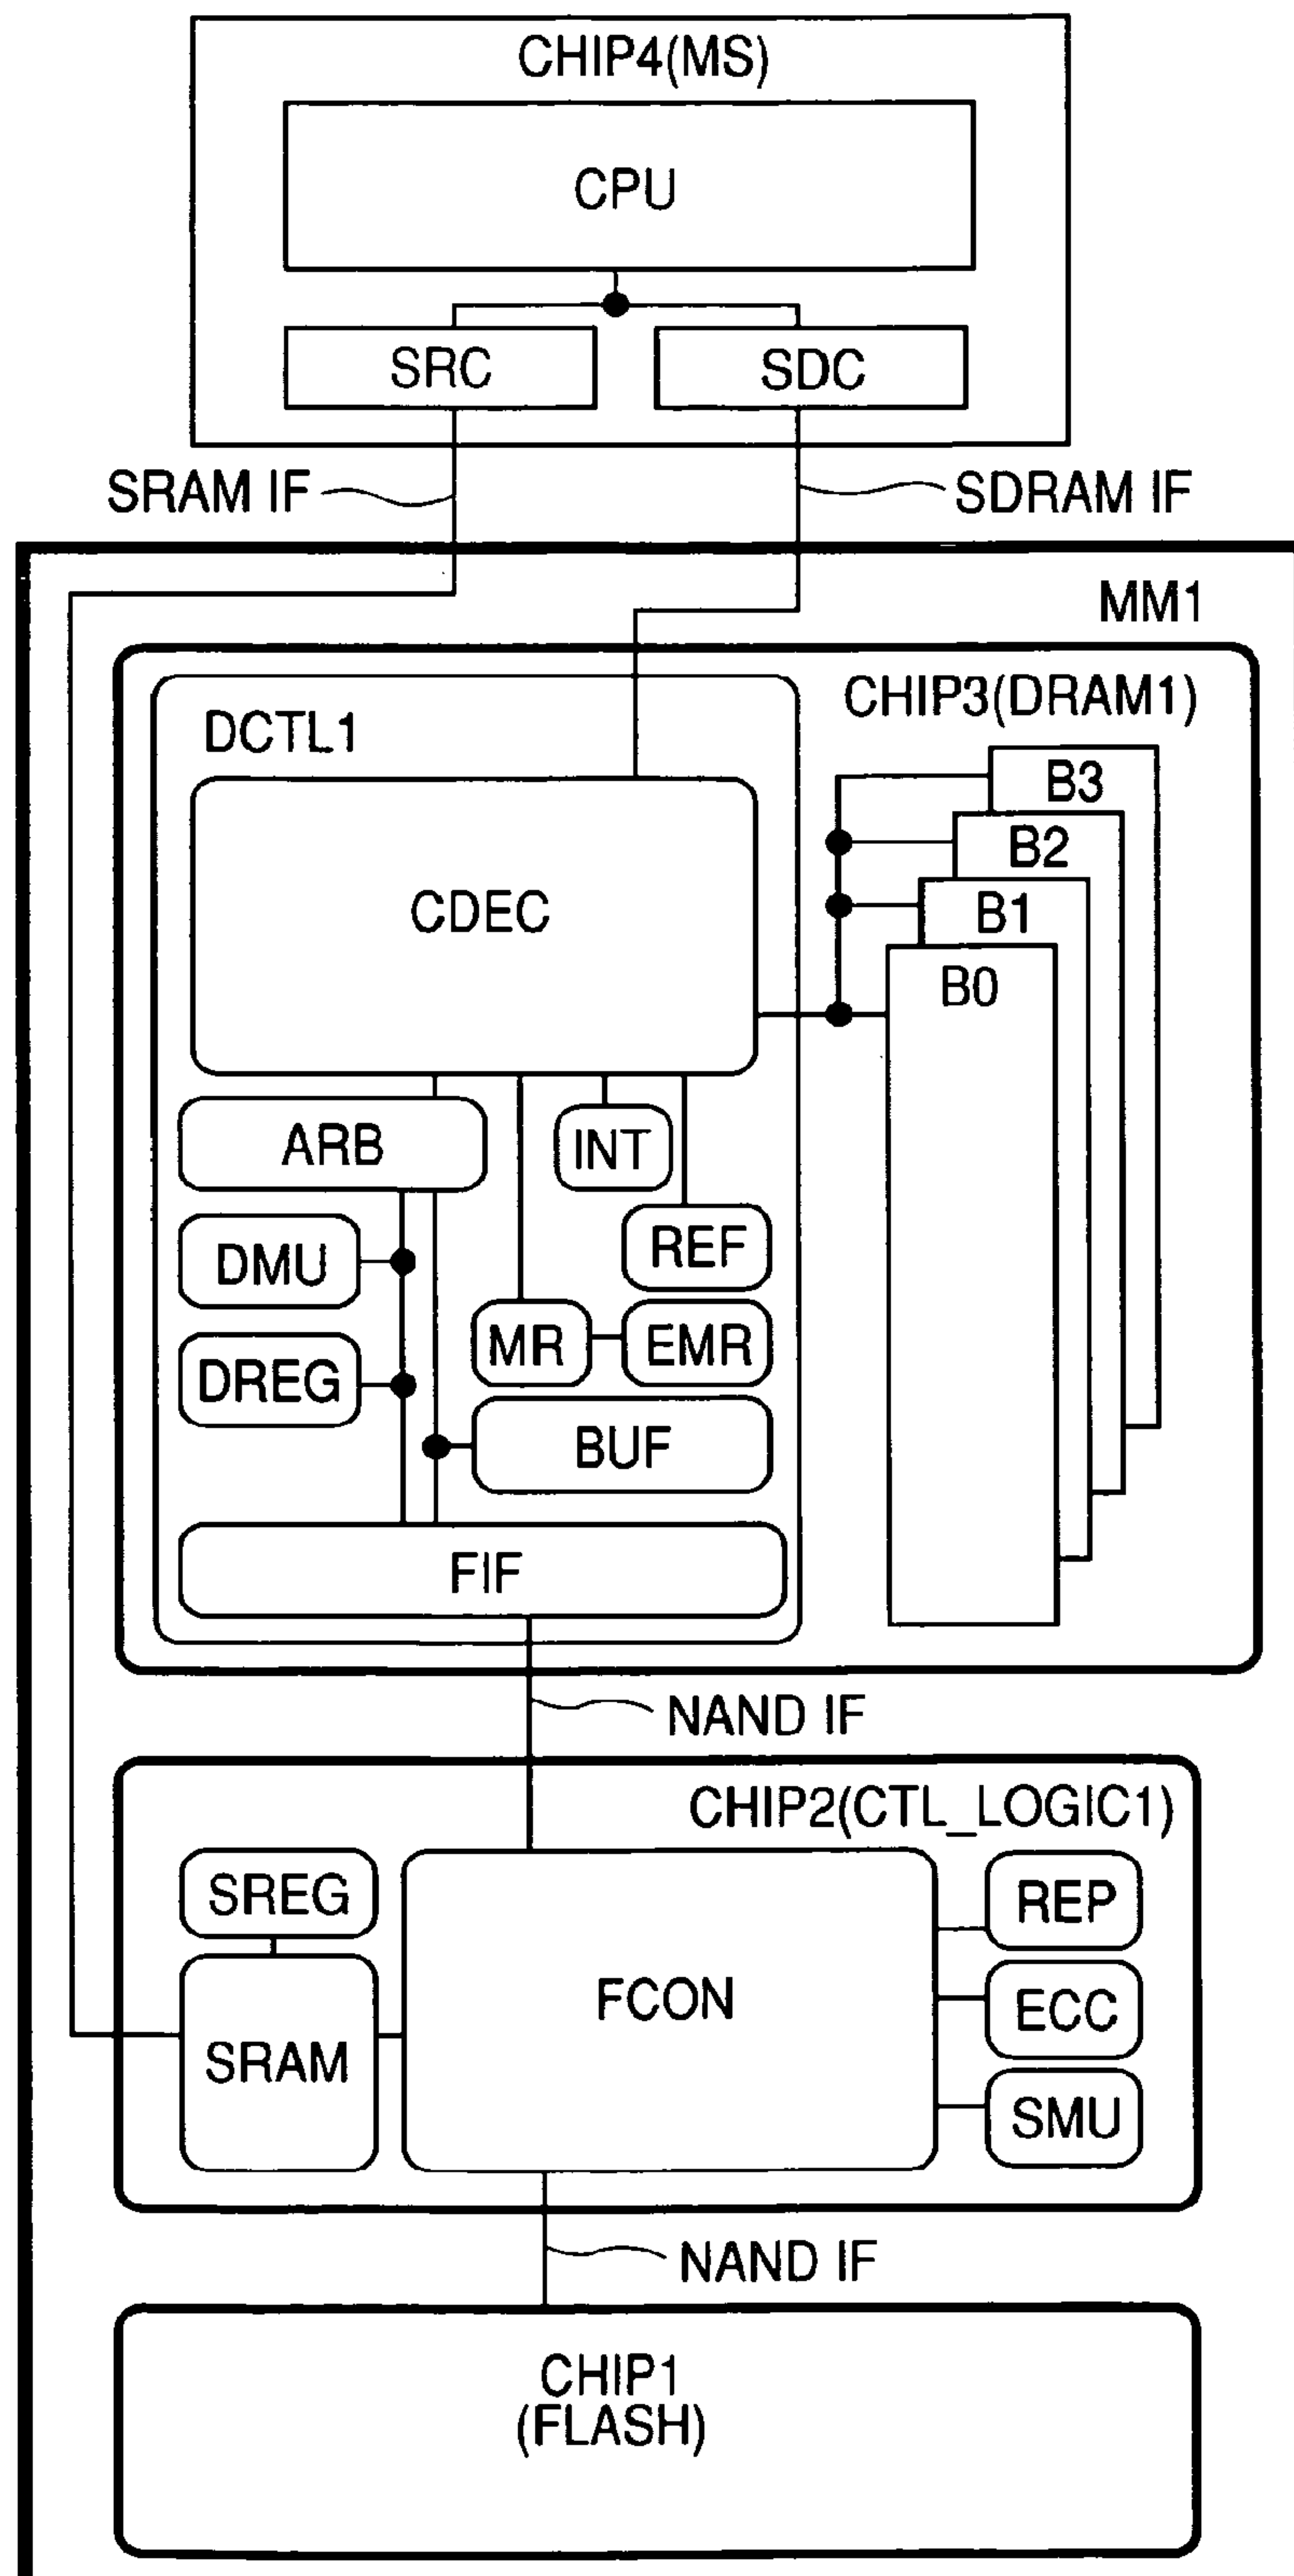 CHIP4(MS)
CPU
SRC
SDC
SRAM IF
SDRAM IF
MM1
CHIP3(DRAM1)
DCTL1
B3
B2
B1
B0
CDEC
ARB
INT
DMU
REF
DREG
MR
EMR
BUF
FIF
NAND IF
CHIP2(CTL_LOGIC1)
SREG
REP
FCON
ECC
SRAM
SMU
NAND IF
CHIP1
(FLASH)